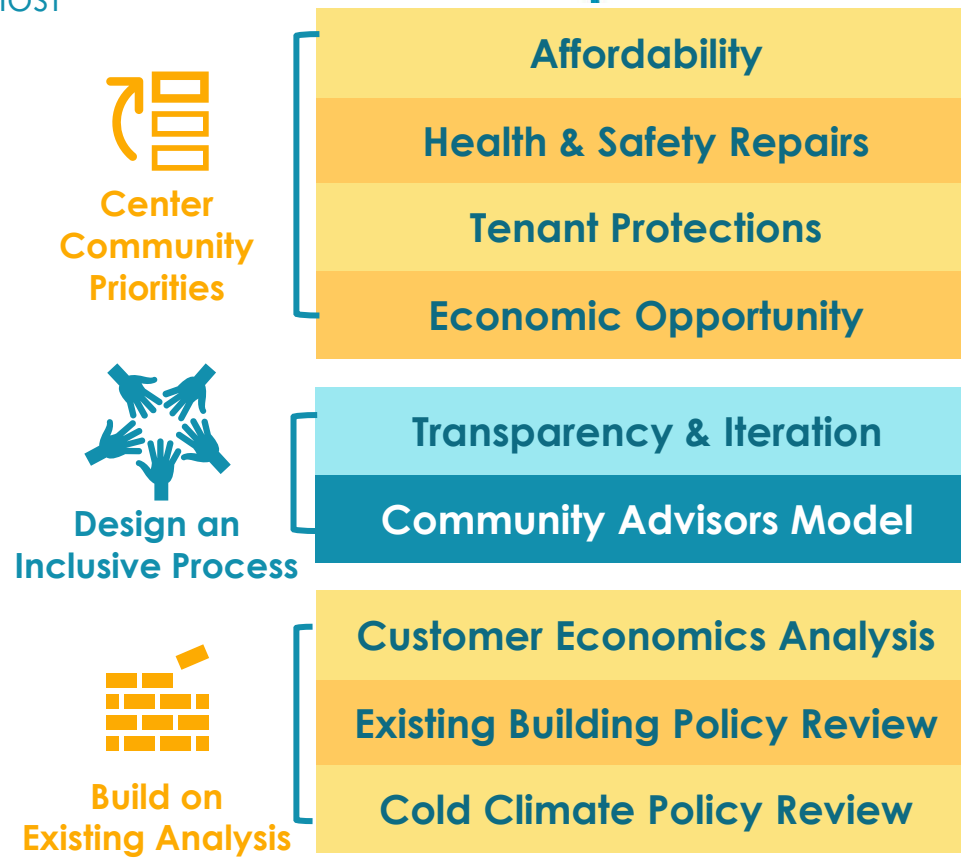 Affordability
Health & Safety Repairs
Tenant Protections
Economic Opportunity
Center
Community
Priorities
Transparency & Iteration
Community Advisors Model
Design an
Inclusive Process
Customer Economics Analysis
Existing Building Policy Review
Cold Climate Policy Review
Build on
Existing Analysis